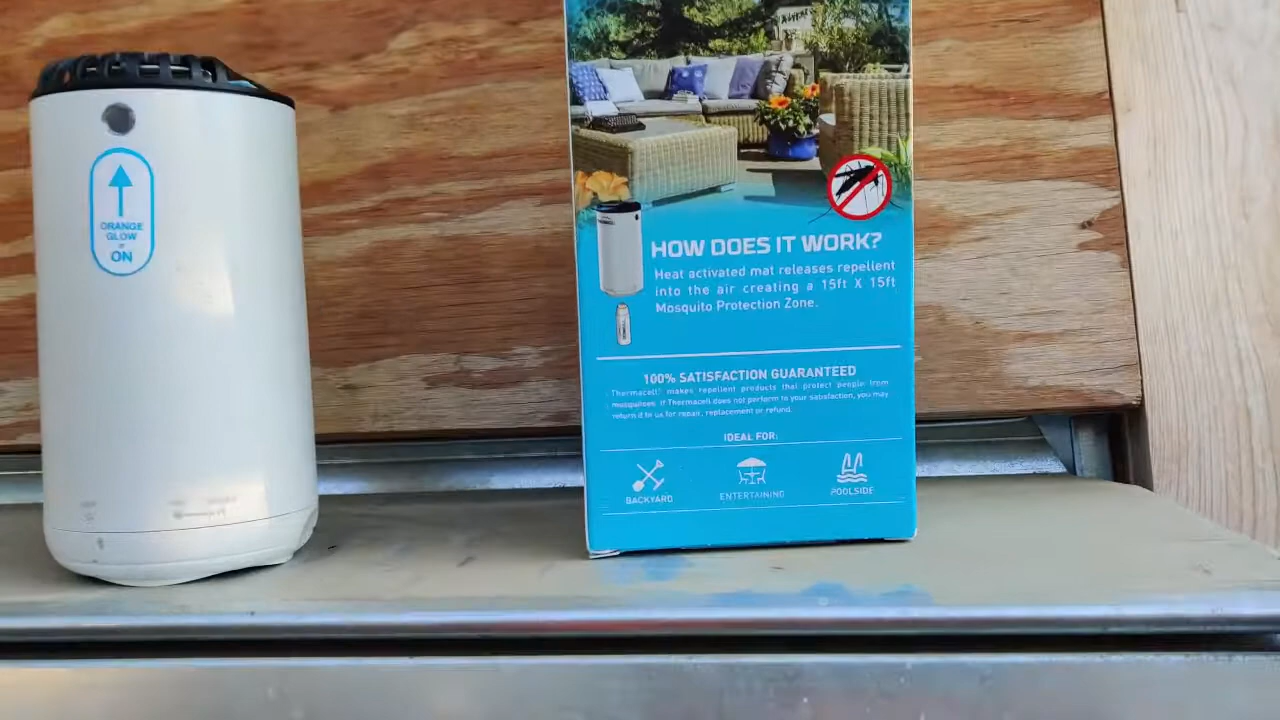 ORANGE
GLOW
=
ON
HOW DOES IT WORK?
Heat activated mat releases repellent
into the air creating a 15ft X 15ft
Mosquito Protection Zone.
100% SATISFACTION GUARANTEED
Thermacell® makes repellent products that protect people from
mosquitoes. If Thermacell does not perform to your satisfaction, you may
return it to us for repair, replacement or refund.
IDEAL FOR:
BACKYARD
ENTERTAINING
POOLSIDE